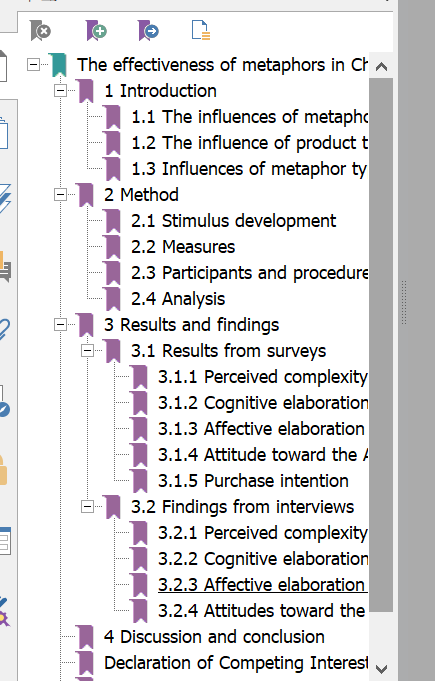 The effectiveness of metaphors in Ch
1 Introduction
1.1 The influences of metapho
1.2 The influence of product t
1.3 Influences of metaphor ty
2 Method
2.1 Stimulus development
2.2 Measures
2.3 Participants and procedure
2.4 Analysis
3 Results and findings
3.1 Results from surveys
3.1.1 Perceived complexity
3.1.2 Cognitive elaboration
3.1.3 Affective elaboration
3.1.4 Attitude toward the A
3.1.5 Purchase intention
3.2 Findings from interviews
3.2.1 Perceived complexity
3.2.2 Cognitive elaboration
3.2.3 Affective elaboration
3.2.4 Attitudes toward the
4 Discussion and conclusion
Declaration of Competing Interest